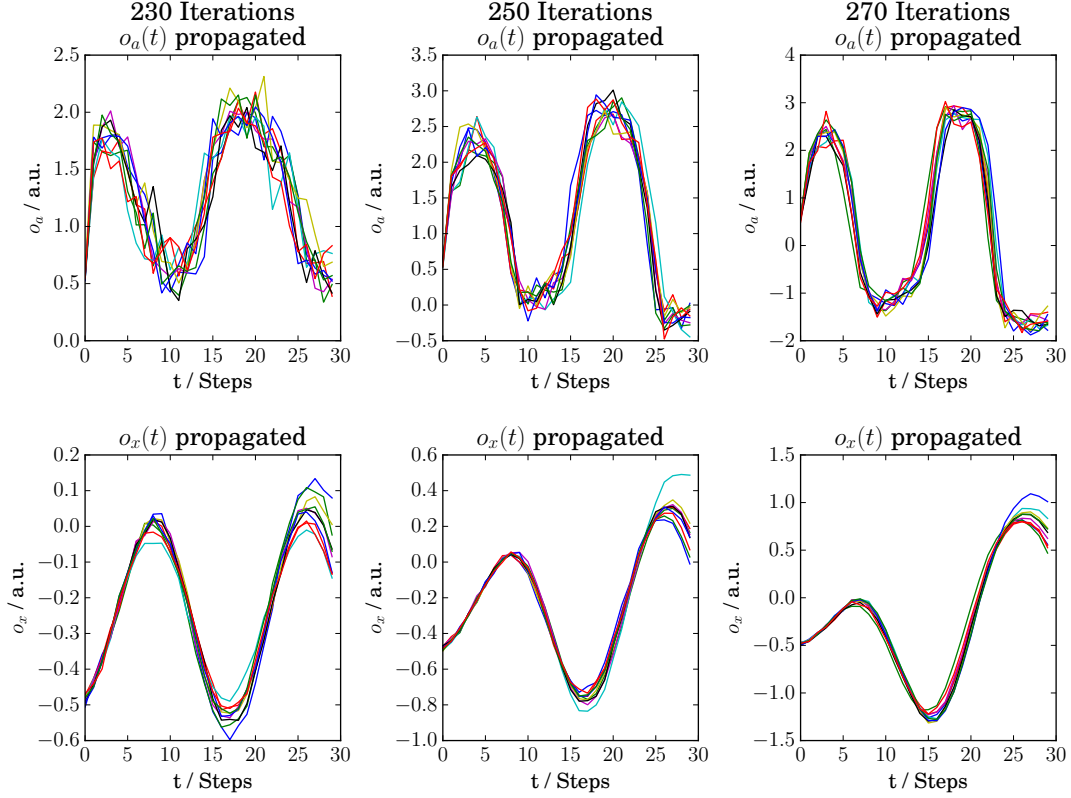 230 Iterations
250 Iterations
270 Iterations
o_a(t) propagated
o_a(t) propagated
o_a(t) propagated
2.5
2.0
1.5
1.0
0.5
0.0
o_a / a.u.
0 5 10 15 20 25 30
t / Steps
3.5
3.0
2.5
2.0
1.5
1.0
0.5
0.0
−0.5
o_a / a.u.
0 5 10 15 20 25 30
t / Steps
4
3
2
1
0
−1
−2
o_a / a.u.
0 5 10 15 20 25 30
t / Steps
o_x(t) propagated
o_x(t) propagated
o_x(t) propagated
0.2
0.1
0.0
−0.1
−0.2
−0.3
−0.4
−0.5
−0.6
o_x / a.u.
0 5 10 15 20 25 30
t / Steps
0.6
0.4
0.2
0.0
−0.2
−0.4
−0.6
−0.8
−1.0
o_x / a.u.
0 5 10 15 20 25 30
t / Steps
1.5
1.0
0.5
0.0
−0.5
−1.0
−1.5
o_x / a.u.
0 5 10 15 20 25 30
t / Steps